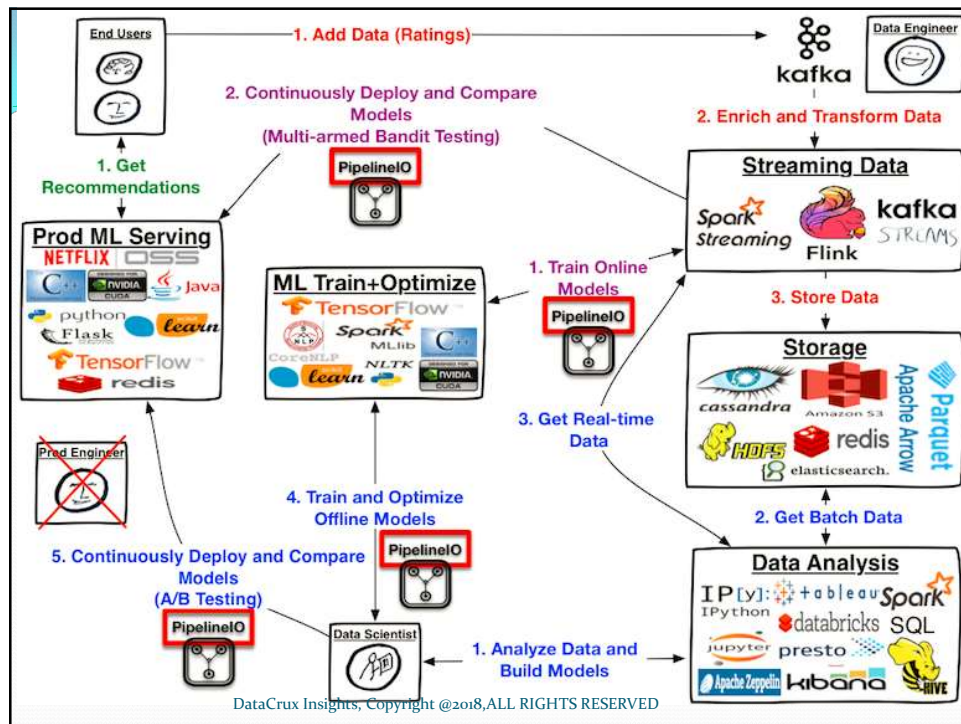 End Users
1. Add Data (Ratings)
kafka
Data Engineer
2. Continuously Deploy and Compare
Models
(Multi-armed Bandit Testing)
PipelineIO
2. Enrich and Transform Data
1. Get
Recommendations
Streaming Data
Spark
Streaming
Flink
kafka
STREAMS
Prod ML Serving
NETFLIX OSS
C++
DESIGNED FOR
NVIDIA
CUDA
Java
python
learn
Flask
TensorFlow
redis
ML Train+Optimize
TensorFlow
NLP
Spark
MLlib
C++
CoreNLP
NLTK
learn
DESIGNED FOR
NVIDIA
CUDA
1. Train Online
Models
PipelineIO
3. Store Data
Storage
cassandra
Amazon S3
Apache Arrow
Parquet
HDFS
redis
elasticsearch.
3. Get Real-time
Data
Prod Engineer
4. Train and Optimize
Offline Models
PipelineIO
2. Get Batch Data
5. Continuously Deploy and Compare
Models
(A/B Testing)
PipelineIO
Data Scientist
1. Analyze Data and
Build Models
Data Analysis
IP[y]:
IPython
+ a b l e a u
Spark
SQL
databricks
jupyter
presto
Apache Zeppelin
kibana
HIVE
DataCrux Insights, Copyright @2018,ALL RIGHTS RESERVED